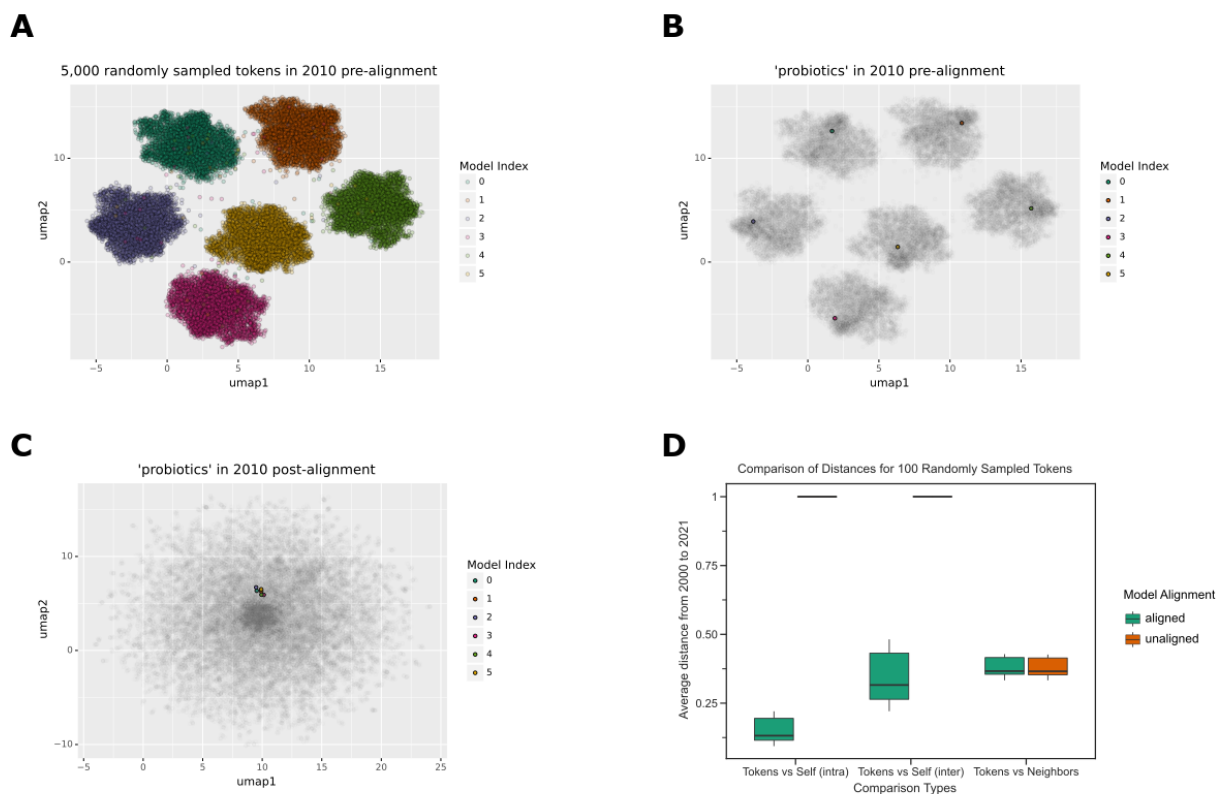 A
5,000 randomly sampled tokens in 2010 pre-alignment
umap2
10
0
−5
0
5
10
15
umap1
Model Index
0
1
2
3
4
5
B
'probiotics' in 2010 pre-alignment
umap2
10
0
−5
0
5
10
15
umap1
Model Index
0
1
2
3
4
5
C
'probiotics' in 2010 post-alignment
umap2
10
0
−10
−5
0
5
10
15
20
25
umap1
Model Index
0
1
2
3
4
5
D
Comparison of Distances for 100 Randomly Sampled Tokens
Average distance from 2000 to 2021
1
0.75
0.50
0.25
Tokens vs Self (intra)
Tokens vs Self (inter)
Tokens vs Neighbors
Comparison Types
Model Alignment
aligned
unaligned